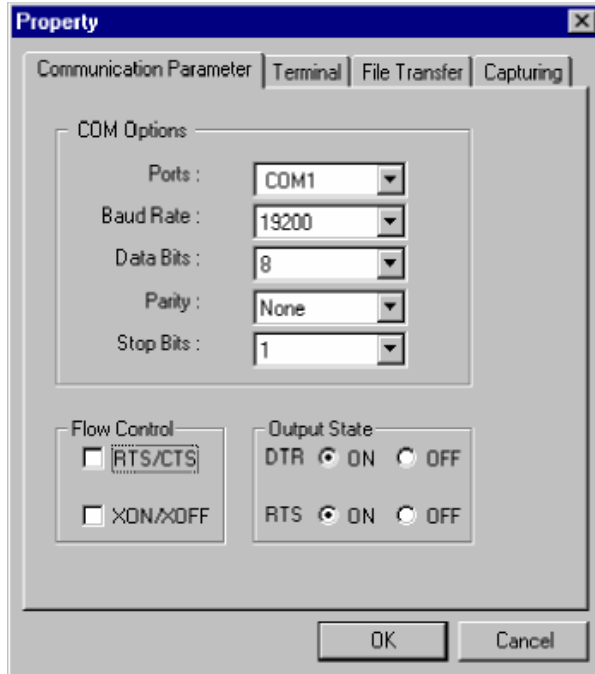 Property
Communication Parameter Terminal File Transfer Capturing
COM Options
Ports : COM1
Baud Rate : 19200
Data Bits : 8
Parity : None
Stop Bits : 1
Flow Control
RTS/CTS
XON/XOFF
Output State
DTR ON OFF
RTS ON OFF
OK Cancel